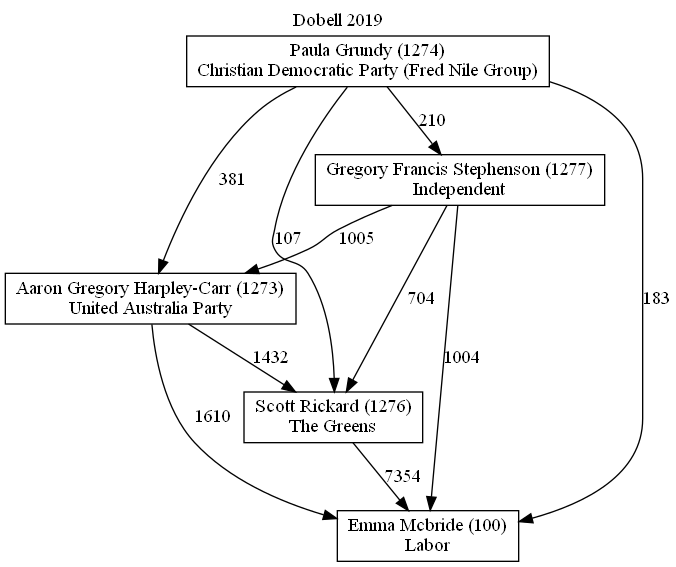 Dobell 2019
Paula Grundy (1274)
Christian Democratic Party (Fred Nile Group)
210
Gregory Francis Stephenson (1277)
Independent
381
107
1005
Aaron Gregory Harpley-Carr (1273)
United Australia Party
704
183
1432
1004
Scott Rickard (1276)
The Greens
1610
7354
Emma Mcbride (100)
Labor